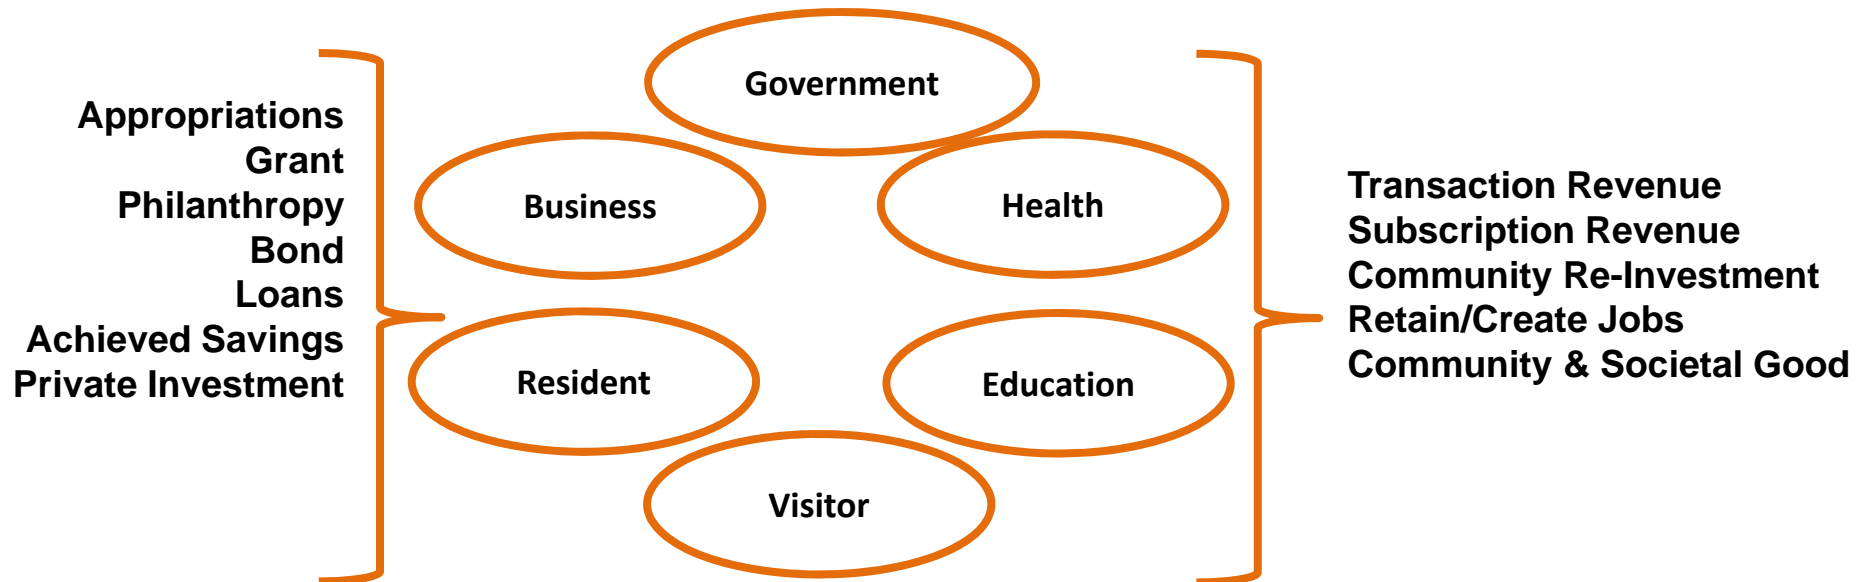 Appropriations
Grant
Philanthropy
Bond
Loans
Achieved Savings
Private Investment
Government
Business
Health
Resident
Education
Visitor
Transaction Revenue
Subscription Revenue
Community Re-Investment
Retain/Create Jobs
Community & Societal Good